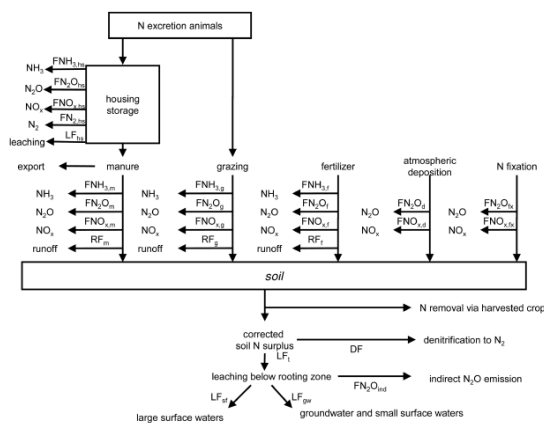 N excretion animals
NH₃ FNH₃,hs
N₂O FN₂Ohs
NOx FNOx,hs
N₂ FN₂,hs
leaching LFhs
housing
storage
export manure grazing fertilizer atmospheric
deposition N fixation
NH₃ FNH₃,m NH₃ FNH₃,g NH₃ FNH₃,f
N₂O FN₂Om N₂O FN₂Og N₂O FN₂Of N₂O FN₂Od N₂O FN₂Ofx
NOx FNOx,m NOx FNOx,g NOx FNOx,f NOx FNOx,d NOx FNOx,fx
runoff RFm runoff RFg runoff RFf
soil
N removal via harvested crop
corrected
soil N surplus
DF denitrification to N₂
LFt
leaching below rooting zone
FN₂Oind indirect N₂O emission
LFsf LFgw
large surface waters groundwater and small surface waters